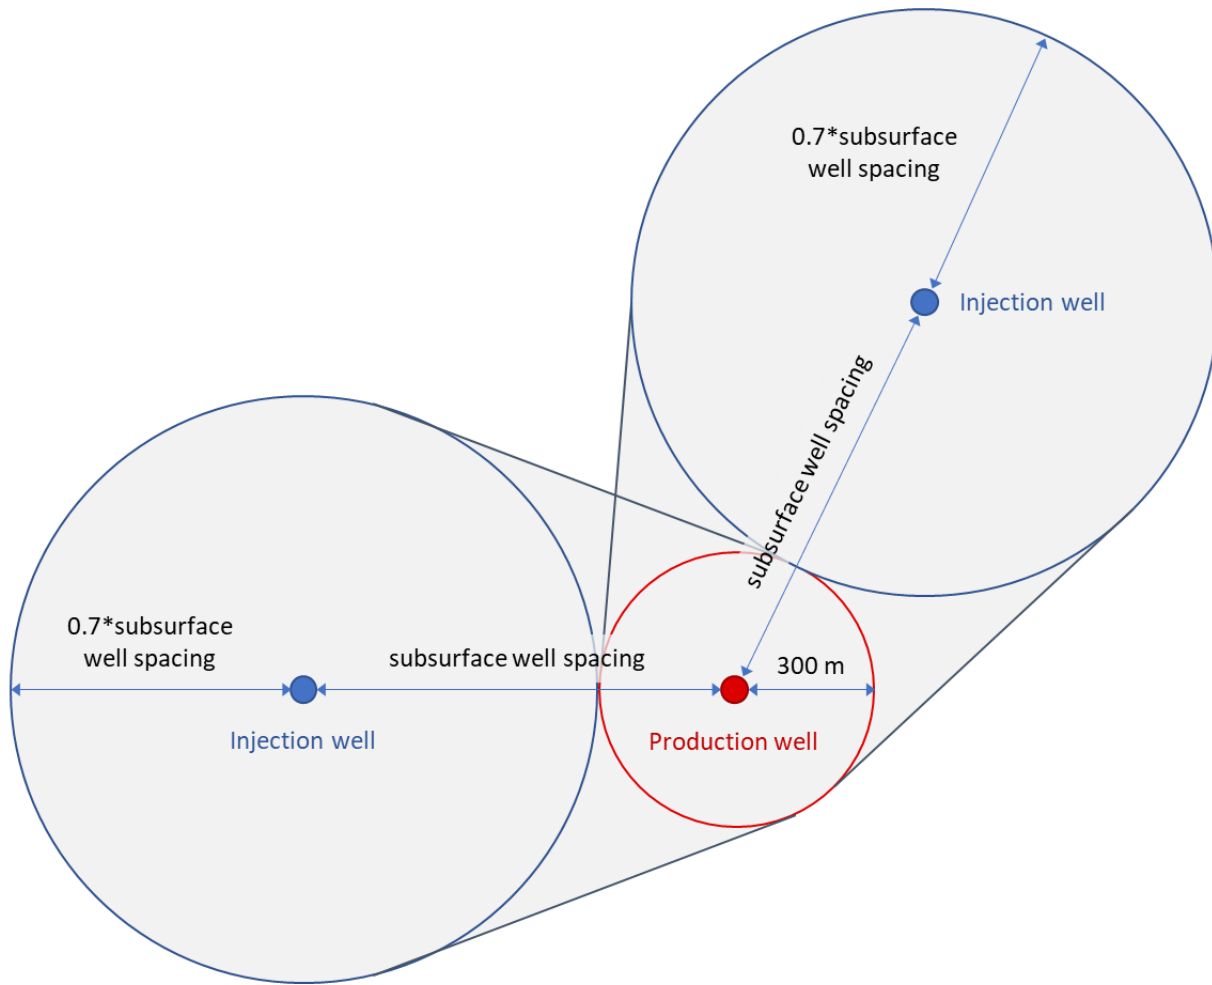 0.7*subsurface
well spacing
Injection well
subsurface well spacing
0.7*subsurface
well spacing
subsurface well spacing
300 m
Injection well
Production well